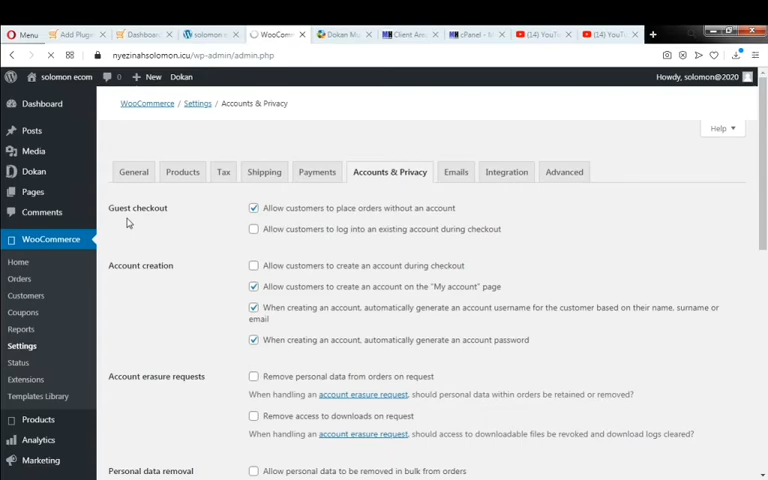 Menu
Add Plug
Dashboard
solomon s
WooComm
Dokan Mu
Client Area
cPanel - M
(14) YouT
(14) YouT
nyezinahsolomon.icu/wp-admin/admin.php
solomon ecom
0
New
Dokan
Howdy, solomon@2020
Dashboard
Posts
Media
Dokan
Pages
Comments
WooCommerce
Home
Orders
Customers
Coupons
Reports
Settings
Status
Extensions
Templates Library
Products
Analytics
Marketing
WooCommerce / Settings / Accounts & Privacy
Help
General
Products
Tax
Shipping
Payments
Accounts & Privacy
Emails
Integration
Advanced
Guest checkout
Allow customers to place orders without an account
Allow customers to log into an existing account during checkout
Account creation
Allow customers to create an account during checkout
Allow customers to create an account on the "My account" page
When creating an account, automatically generate an account username for the customer based on their name, surname or
email
When creating an account, automatically generate an account password
Account erasure requests
Remove personal data from orders on request
When handling an account erasure request, should personal data within orders be retained or removed?
Remove access to downloads on request
When handling an account erasure request, should access to downloadable files be revoked and download logs cleared?
Personal data removal
Allow personal data to be removed in bulk from orders